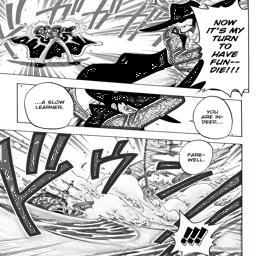 NOW
IT'S MY
TURN
TO
HAVE
FUN--
DIE!!!
YOU
ARE IN-
DEED...
...A SLOW
LEARNER.
FARE-
WELL.
!!!